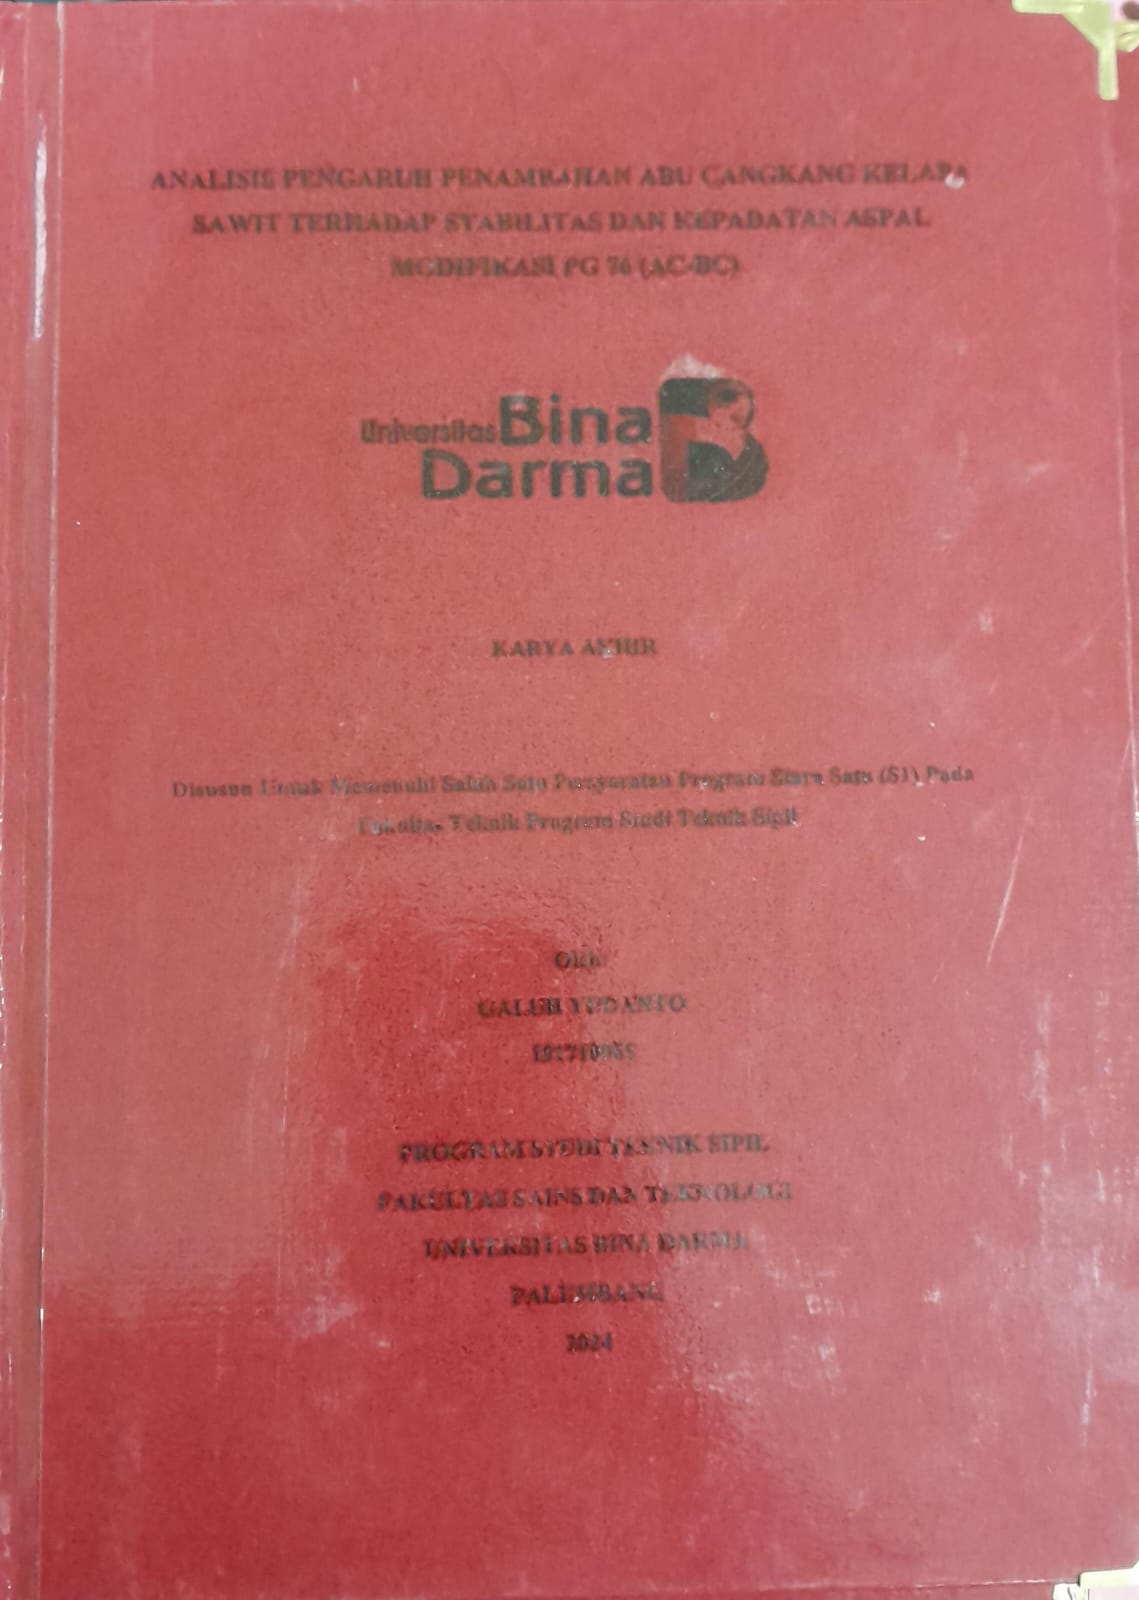 ANALISIS PENGARUH PENAMBAHAN ABU CANGKANG KELAPA
SAWIT TERHADAP STABILITAS DAN KEPADATAN ASPAL
MODIFIKASI PG 76 (AC-BC)
Universitas Bina
Darma
KARYA AKHIR
Disusun Untuk Memenuhi Salah Satu Persyaratan Program Strata Satu (S1) Pada
Fakultas Teknik Program Studi Teknik Sipil
Oleh:
GALUH YUDANTO
PROGRAM STUDI TEKNIK SIPIL
FAKULTAS SAINS DAN TEKNOLOGI
UNIVERSITAS BINA DARMA
PALEMBANG
2024